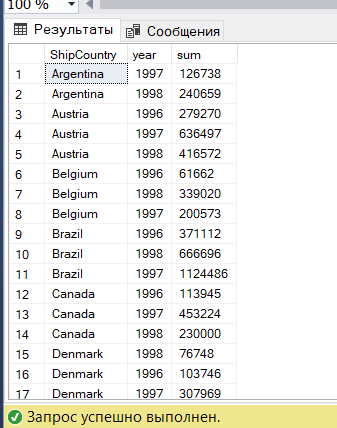 100 %
Результаты Сообщения
ShipCountry year sum
1 Argentina 1997 126738
2 Argentina 1998 240659
3 Austria 1996 279270
4 Austria 1997 636497
5 Austria 1998 416572
6 Belgium 1996 61662
7 Belgium 1998 339020
8 Belgium 1997 200573
9 Brazil 1996 371112
10 Brazil 1998 666696
11 Brazil 1997 1124486
12 Canada 1996 113945
13 Canada 1997 453224
14 Canada 1998 230000
15 Denmark 1998 76748
16 Denmark 1996 103746
17 Denmark 1997 307969
Запрос успешно выполнен.